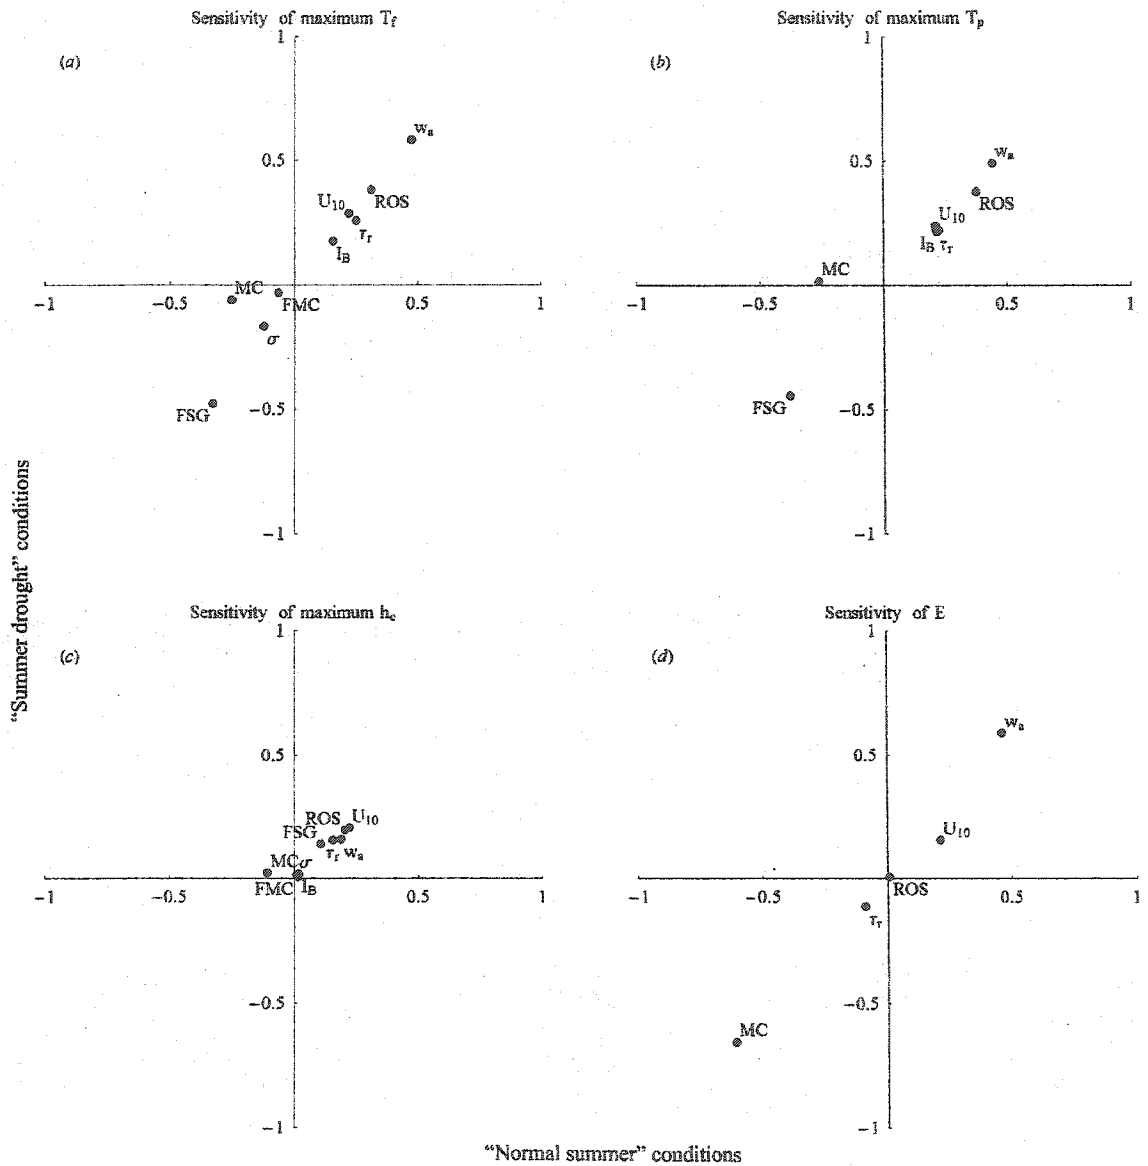 Sensitivity of maximum T_f
1
(a)
w_a
0.5
U_10
ROS
τ_r
I_B
MC
FMC
−1
−0.5
0.5
1
σ
FSG
−0.5
−1
Sensitivity of maximum T_p
1
(b)
w_a
0.5
ROS
U_10
I_B τ_r
MC
−1
−0.5
0.5
1
FSG
−0.5
−1
"Summer drought" conditions
Sensitivity of maximum h_c
1
(c)
0.5
ROS
U_10
FSG
τ_r w_a
MC σ
FMC I_B
−1
−0.5
0.5
1
−0.5
−1
Sensitivity of E
1
(d)
w_a
0.5
U_10
ROS
−1
−0.5
0.5
1
τ_r
−0.5
MC
−1
"Normal summer" conditions